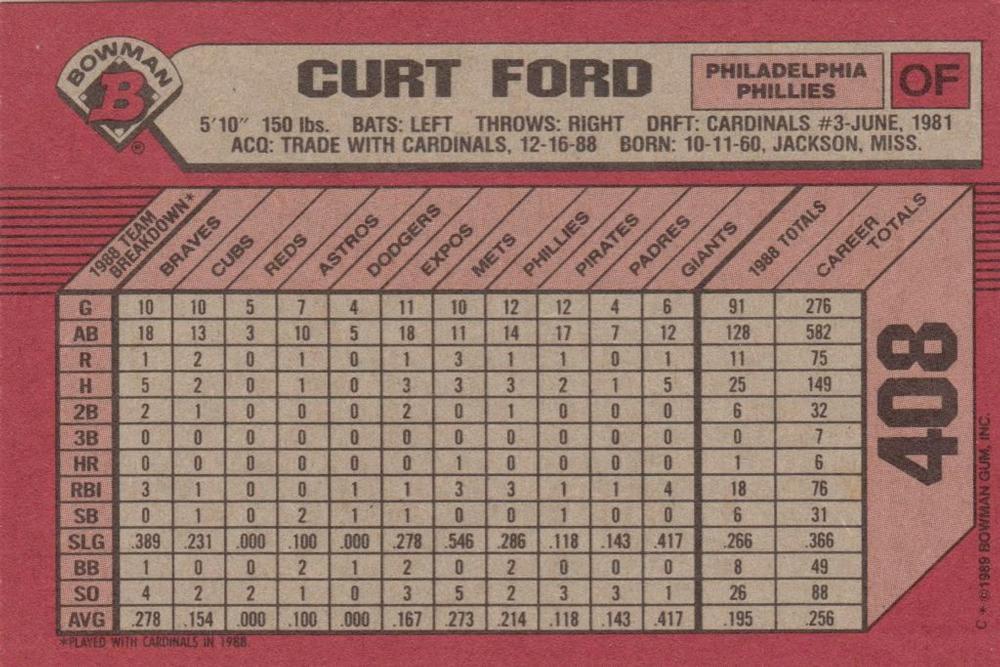 BOWMAN
B
®
CURT FORD
PHILADELPHIA
PHILLIES
OF
5'10" 150 lbs. BATS: LEFT THROWS: RIGHT DRFT: CARDINALS #3-JUNE, 1981
ACQ: TRADE WITH CARDINALS, 12-16-88 BORN: 10-11-60, JACKSON, MISS.
1988 TEAM BREAKDOWN* BRAVES CUBS REDS ASTROS DODGERS EXPOS METS PHILLIES PIRATES PADRES GIANTS 1988 TOTALS CAREER TOTALS
G 10 10 5 7 4 11 10 12 12 4 6 91 276
AB 18 13 3 10 5 18 11 14 17 7 12 128 582
R 1 2 0 1 0 1 3 1 1 0 1 11 75
H 5 2 0 1 0 3 3 3 2 1 5 25 149
2B 2 1 0 0 0 2 0 1 0 0 0 6 32
3B 0 0 0 0 0 0 0 0 0 0 0 0 7
HR 0 0 0 0 0 0 1 0 0 0 0 1 6
RBI 3 1 0 0 1 1 3 3 1 1 4 18 76
SB 0 1 0 2 1 1 0 0 1 0 0 6 31
SLG .389 .231 .000 .100 .000 .278 .546 .286 .118 .143 .417 .266 .366
BB 1 0 0 2 1 2 0 2 0 0 0 8 49
SO 4 2 2 1 0 3 5 2 3 3 1 26 88
AVG .278 .154 .000 .100 .000 .167 .273 .214 .118 .143 .417 .195 .256
*PLAYED WITH CARDINALS IN 1988.
408
C * ©1989 BOWMAN GUM, INC.